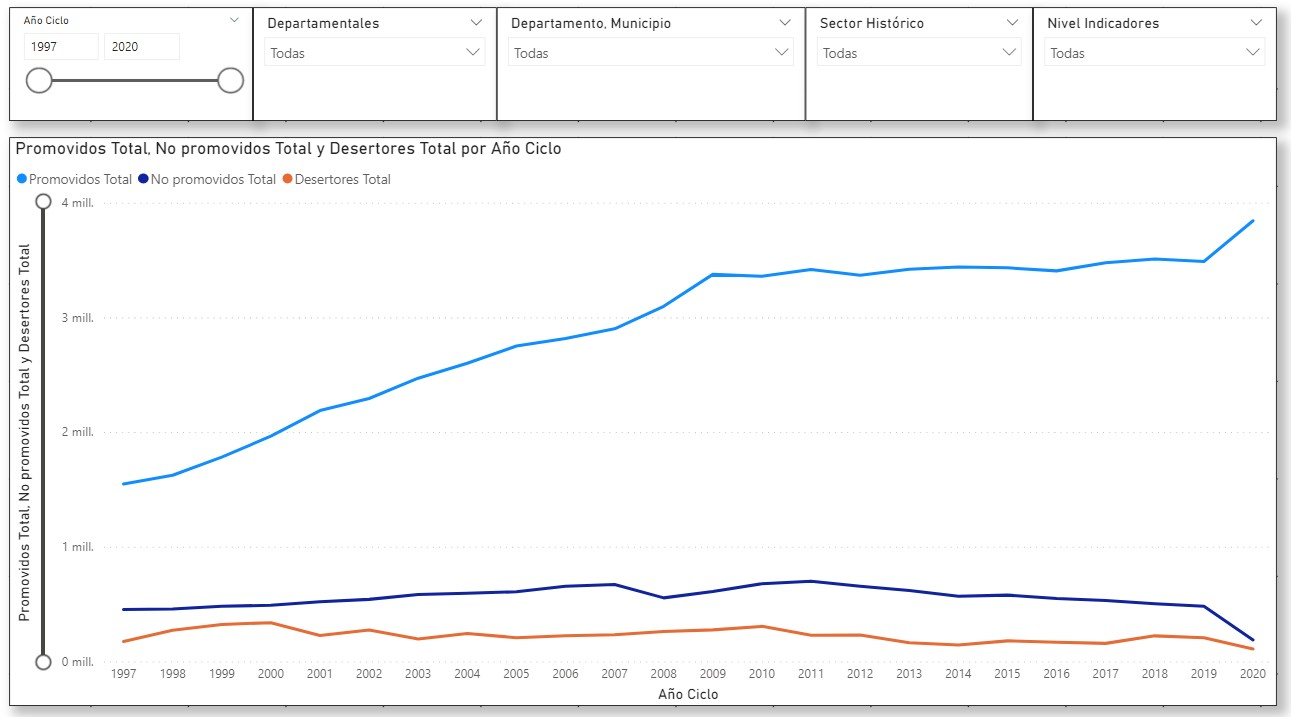 Año Ciclo
1997 2020
Departamentales
Todas
Departamento, Municipio
Todas
Sector Histórico
Todas
Nivel Indicadores
Todas
Promovidos Total, No promovidos Total y Desertores Total por Año Ciclo
Promovidos Total No promovidos Total Desertores Total
Promovidos Total, No promovidos Total y Desertores Total
4 mill.
3 mill.
2 mill.
1 mill.
0 mill.
1997 1998 1999 2000 2001 2002 2003 2004 2005 2006 2007 2008 2009 2010 2011 2012 2013 2014 2015 2016 2017 2018 2019 2020
Año Ciclo